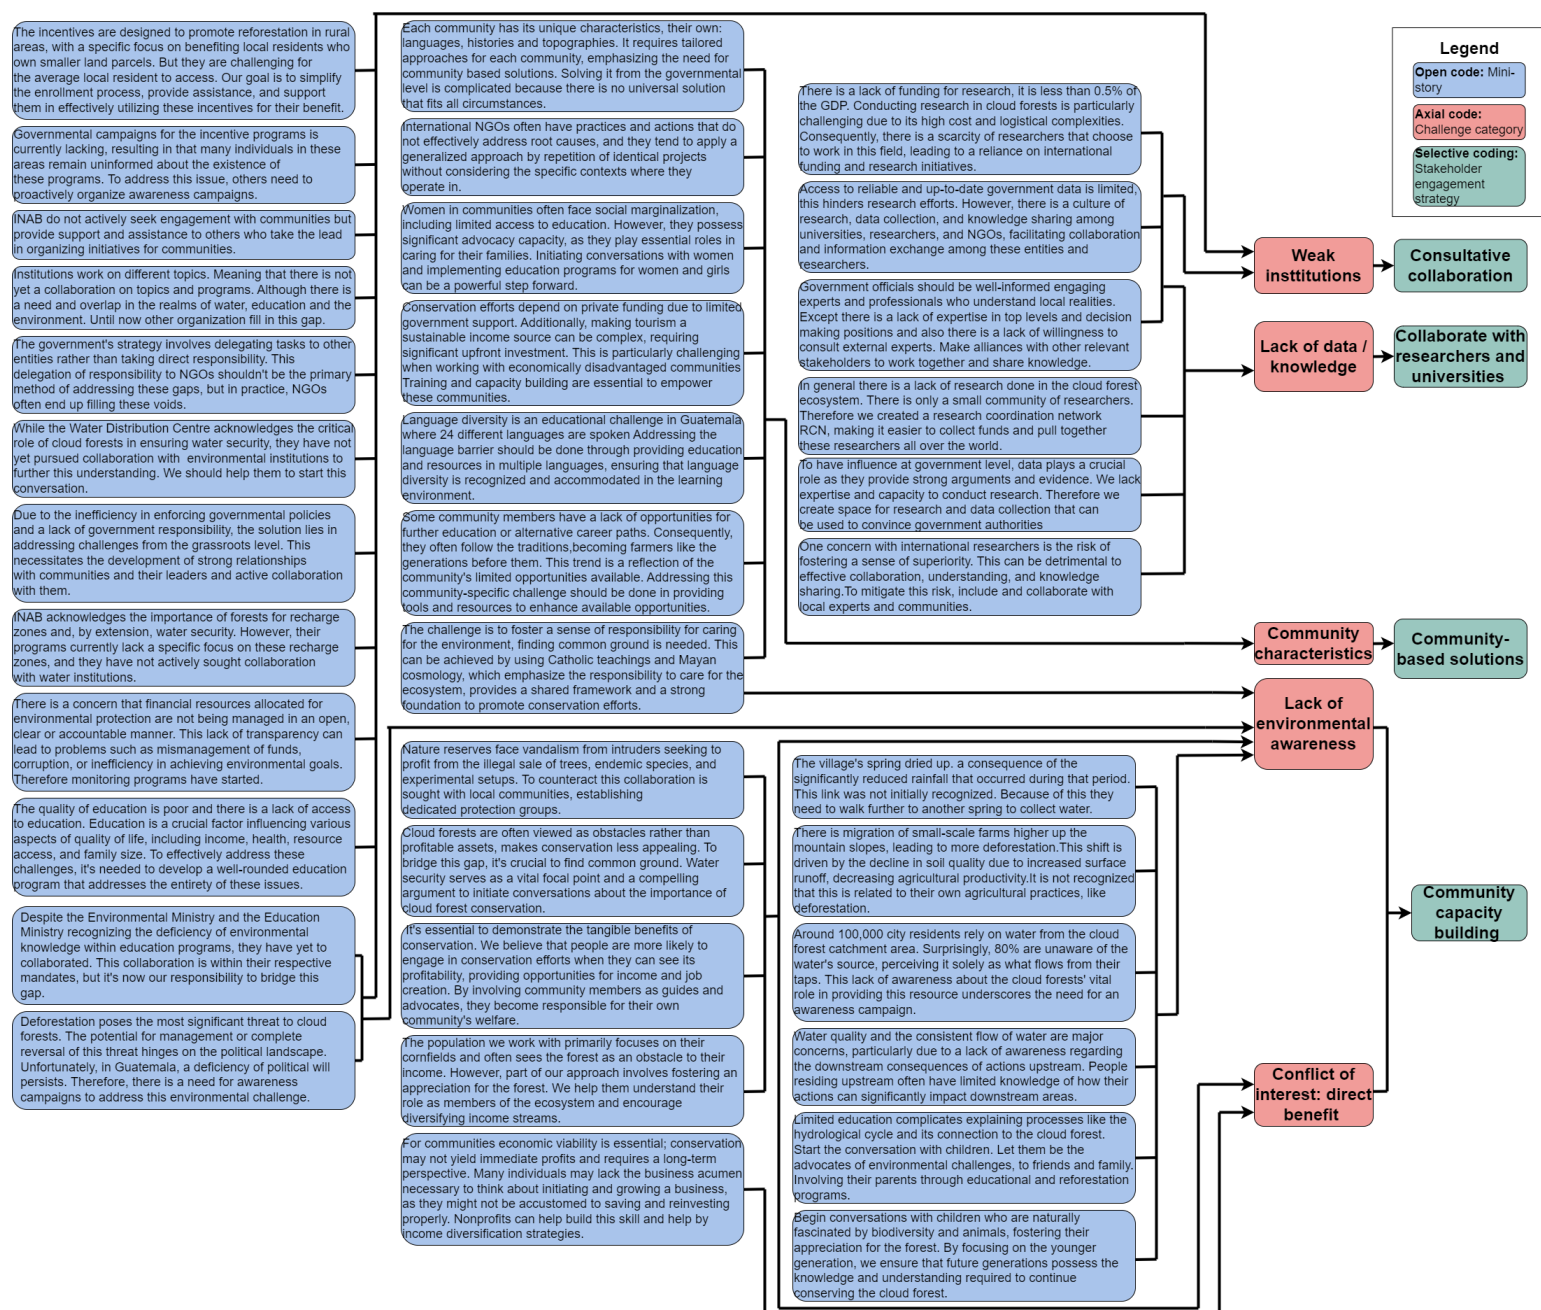 The incentives are designed to promote reforestation in rural
areas, with a specific focus on benefiting local residents who
own smaller land parcels. But they are challenging for
the average local resident to access. Our goal is to simplify
the enrollment process, provide assistance, and support
them in effectively utilizing these incentives for their benefit.
Governmental campaigns for the incentive programs is
currently lacking, resulting in that many individuals in these
areas remain uninformed about the existence of
these programs. To address this issue, others need to
proactively organize awareness campaigns.
INAB do not actively seek engagement with communities but
provide support and assistance to others who take the lead
in organizing initiatives for communities.
Institutions work on different topics. Meaning that there is not
yet a collaboration on topics and programs. Although there is
a need and overlap in the realms of water, education and the
environment. Until now other organization fill in this gap.
The government's strategy involves delegating tasks to other
entities rather than taking direct responsibility. This
delegation of responsibility to NGOs shouldn't be the primary
method of addressing these gaps, but in practice, NGOs
often end up filling these voids.
While the Water Distribution Centre acknowledges the critical
role of cloud forests in ensuring water security, they have not
yet pursued collaboration with environmental institutions to
further this understanding. We should help them to start this
conversation.
Due to the inefficiency in enforcing governmental policies
and a lack of government responsibility, the solution lies in
addressing challenges from the grassroots level. This
necessitates the development of strong relationships
with communities and their leaders and active collaboration
with them.
INAB acknowledges the importance of forests for recharge
zones and, by extension, water security. However, their
programs currently lack a specific focus on these recharge
zones, and they have not actively sought collaboration
with water institutions.
There is a concern that financial resources allocated for
environmental protection are not being managed in an open,
clear or accountable manner. This lack of transparency can
lead to problems such as mismanagement of funds,
corruption, or inefficiency in achieving environmental goals.
Therefore monitoring programs have started.
The quality of education is poor and there is a lack of access
to education. Education is a crucial factor influencing various
aspects of quality of life, including income, health, resource
access, and family size. To effectively address these
challenges, it's needed to develop a well-rounded education
program that addresses the entirety of these issues.
Despite the Environmental Ministry and the Education
Ministry recognizing the deficiency of environmental
knowledge within education programs, they have yet to
collaborated. This collaboration is within their respective
mandates, but it's now our responsibility to bridge this
gap.
Deforestation poses the most significant threat to cloud
forests. The potential for management or complete
reversal of this threat hinges on the political landscape.
Unfortunately, in Guatemala, a deficiency of political will
persists. Therefore, there is a need for awareness
campaigns to address this environmental challenge.
Each community has its unique characteristics, their own:
languages, histories and topographies. It requires tailored
approaches for each community, emphasizing the need for
community based solutions. Solving it from the governmental
level is complicated because there is no universal solution
that fits all circumstances.
International NGOs often have practices and actions that do
not effectively address root causes, and they tend to apply a
generalized approach by repetition of identical projects
without considering the specific contexts where they
operate in.
Women in communities often face social marginalization,
including limited access to education. However, they possess
significant advocacy capacity, as they play essential roles in
caring for their families. Initiating conversations with women
and implementing education programs for women and girls
can be a powerful step forward.
Conservation efforts depend on private funding due to limited
government support. Additionally, making tourism a
sustainable income source can be complex, requiring
significant upfront investment. This is particularly challenging
when working with economically disadvantaged communities
Training and capacity building are essential to empower
these communities.
Language diversity is an educational challenge in Guatemala
where 24 different languages are spoken Addressing the
language barrier should be done through providing education
and resources in multiple languages, ensuring that language
diversity is recognized and accommodated in the learning
environment.
Some community members have a lack of opportunities for
further education or alternative career paths. Consequently,
they often follow the traditions,becoming farmers like the
generations before them. This trend is a reflection of the
community's limited opportunities available. Addressing this
community-specific challenge should be done in providing
tools and resources to enhance available opportunities.
The challenge is to foster a sense of responsibility for caring
for the environment, finding common ground is needed. This
can be achieved by using Catholic teachings and Mayan
cosmology, which emphasize the responsibility to care for the
ecosystem, provides a shared framework and a strong
foundation to promote conservation efforts.
Nature reserves face vandalism from intruders seeking to
profit from the illegal sale of trees, endemic species, and
experimental setups. To counteract this collaboration is
sought with local communities, establishing
dedicated protection groups.
Cloud forests are often viewed as obstacles rather than
profitable assets, makes conservation less appealing. To
bridge this gap, it's crucial to find common ground. Water
security serves as a vital focal point and a compelling
argument to initiate conversations about the importance of
cloud forest conservation.
It's essential to demonstrate the tangible benefits of
conservation. We believe that people are more likely to
engage in conservation efforts when they can see its
profitability, providing opportunities for income and job
creation. By involving community members as guides and
advocates, they become responsible for their own
community's welfare.
The population we work with primarily focuses on their
cornfields and often sees the forest as an obstacle to their
income. However, part of our approach involves fostering an
appreciation for the forest. We help them understand their
role as members of the ecosystem and encourage
diversifying income streams.
For communities economic viability is essential; conservation
may not yield immediate profits and requires a long-term
perspective. Many individuals may lack the business acumen
necessary to think about initiating and growing a business,
as they might not be accustomed to saving and reinvesting
properly. Nonprofits can help build this skill and help by
income diversification strategies.
There is a lack of funding for research, it is less than 0.5% of
the GDP. Conducting research in cloud forests is particularly
challenging due to its high cost and logistical complexities.
Consequently, there is a scarcity of researchers that choose
to work in this field, leading to a reliance on international
funding and research initiatives.
Access to reliable and up-to-date government data is limited,
this hinders research efforts. However, there is a culture of
research, data collection, and knowledge sharing among
universities, researchers, and NGOs, facilitating collaboration
and information exchange among these entities and
researchers.
Government officials should be well-informed engaging
experts and professionals who understand local realities.
Except there is a lack of expertise in top levels and decision
making positions and also there is a lack of willingness to
consult external experts. Make alliances with other relevant
stakeholders to work together and share knowledge.
In general there is a lack of research done in the cloud forest
ecosystem. There is only a small community of researchers.
Therefore we created a research coordination network
RCN, making it easier to collect funds and pull together
these researchers all over the world.
To have influence at government level, data plays a crucial
role as they provide strong arguments and evidence. We lack
expertise and capacity to conduct research. Therefore we
create space for research and data collection that can
be used to convince government authorities
One concern with international researchers is the risk of
fostering a sense of superiority. This can be detrimental to
effective collaboration, understanding, and knowledge
sharing.To mitigate this risk, include and collaborate with
local experts and communities.
The village's spring dried up. a consequence of the
significantly reduced rainfall that occurred during that period.
This link was not initially recognized. Because of this they
need to walk further to another spring to collect water.
There is migration of small-scale farms higher up the
mountain slopes, leading to more deforestation.This shift is
driven by the decline in soil quality due to increased surface
runoff, decreasing agricultural productivity.It is not recognized
that this is related to their own agricultural practices, like
deforestation.
Around 100,000 city residents rely on water from the cloud
forest catchment area. Surprisingly, 80% are unaware of the
water's source, perceiving it solely as what flows from their
taps. This lack of awareness about the cloud forests' vital
role in providing this resource underscores the need for an
awareness campaign.
Water quality and the consistent flow of water are major
concerns, particularly due to a lack of awareness regarding
the downstream consequences of actions upstream. People
residing upstream often have limited knowledge of how their
actions can significantly impact downstream areas.
Limited education complicates explaining processes like the
hydrological cycle and its connection to the cloud forest.
Start the conversation with children. Let them be the
advocates of environmental challenges, to friends and family.
Involving their parents through educational and reforestation
programs.
Begin conversations with children who are naturally
fascinated by biodiversity and animals, fostering their
appreciation for the forest. By focusing on the younger
generation, we ensure that future generations possess the
knowledge and understanding required to continue
conserving the cloud forest.
Legend
Open code: Mini-
story
Axial code:
Challenge category
Selective coding:
Stakeholder
engagement
strategy
Weak
insttitutions
Consultative
collaboration
Lack of data /
knowledge
Collaborate with
researchers and
universities
Community
characteristics
Community-
based solutions
Lack of
environmental
awareness
Community
capacity
building
Conflict of
interest: direct
benefit